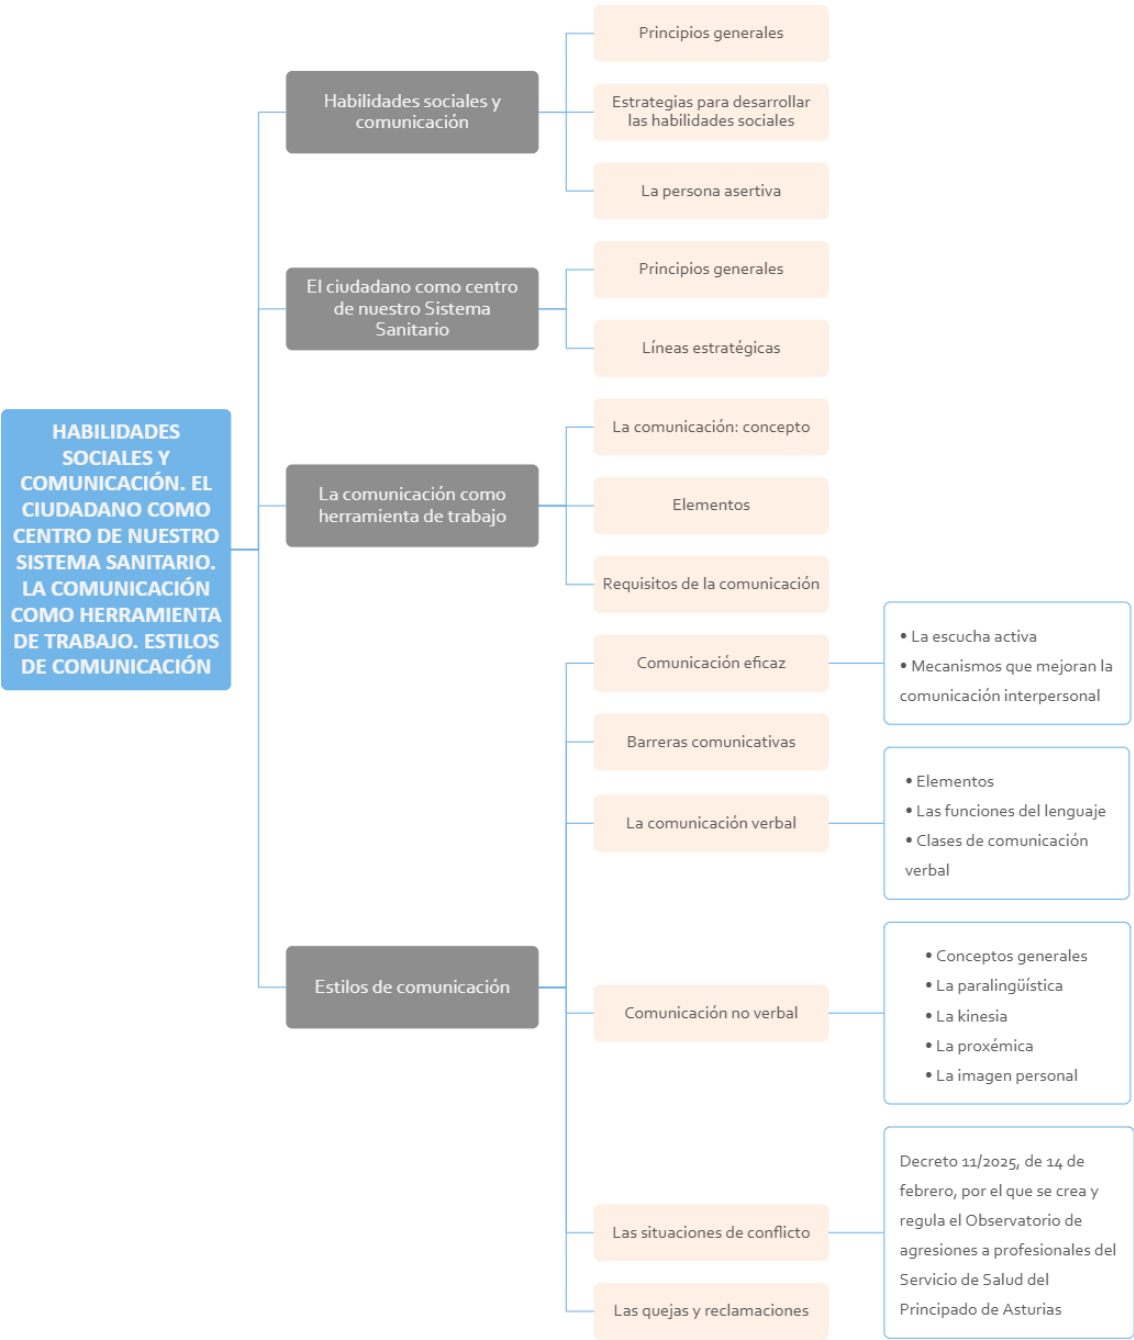 HABILIDADES
SOCIALES Y
COMUNICACIÓN. EL
CIUDADANO COMO
CENTRO DE NUESTRO
SISTEMA SANITARIO.
LA COMUNICACIÓN
COMO HERRAMIENTA
DE TRABAJO. ESTILOS
DE COMUNICACIÓN
Habilidades sociales y
comunicación
Principios generales
Estrategias para desarrollar
las habilidades sociales
La persona asertiva
El ciudadano como centro
de nuestro Sistema
Sanitario
Principios generales
Líneas estratégicas
La comunicación como
herramienta de trabajo
La comunicación: concepto
Elementos
Requisitos de la comunicación
Estilos de comunicación
Comunicación eficaz
• La escucha activa
• Mecanismos que mejoran la
comunicación interpersonal
Barreras comunicativas
La comunicación verbal
• Elementos
• Las funciones del lenguaje
• Clases de comunicación
verbal
Comunicación no verbal
• Conceptos generales
• La paralingüística
• La kinesia
• La proxémica
• La imagen personal
Las situaciones de conflicto
Decreto 11/2025, de 14 de
febrero, por el que se crea y
regula el Observatorio de
agresiones a profesionales del
Servicio de Salud del
Principado de Asturias
Las quejas y reclamaciones